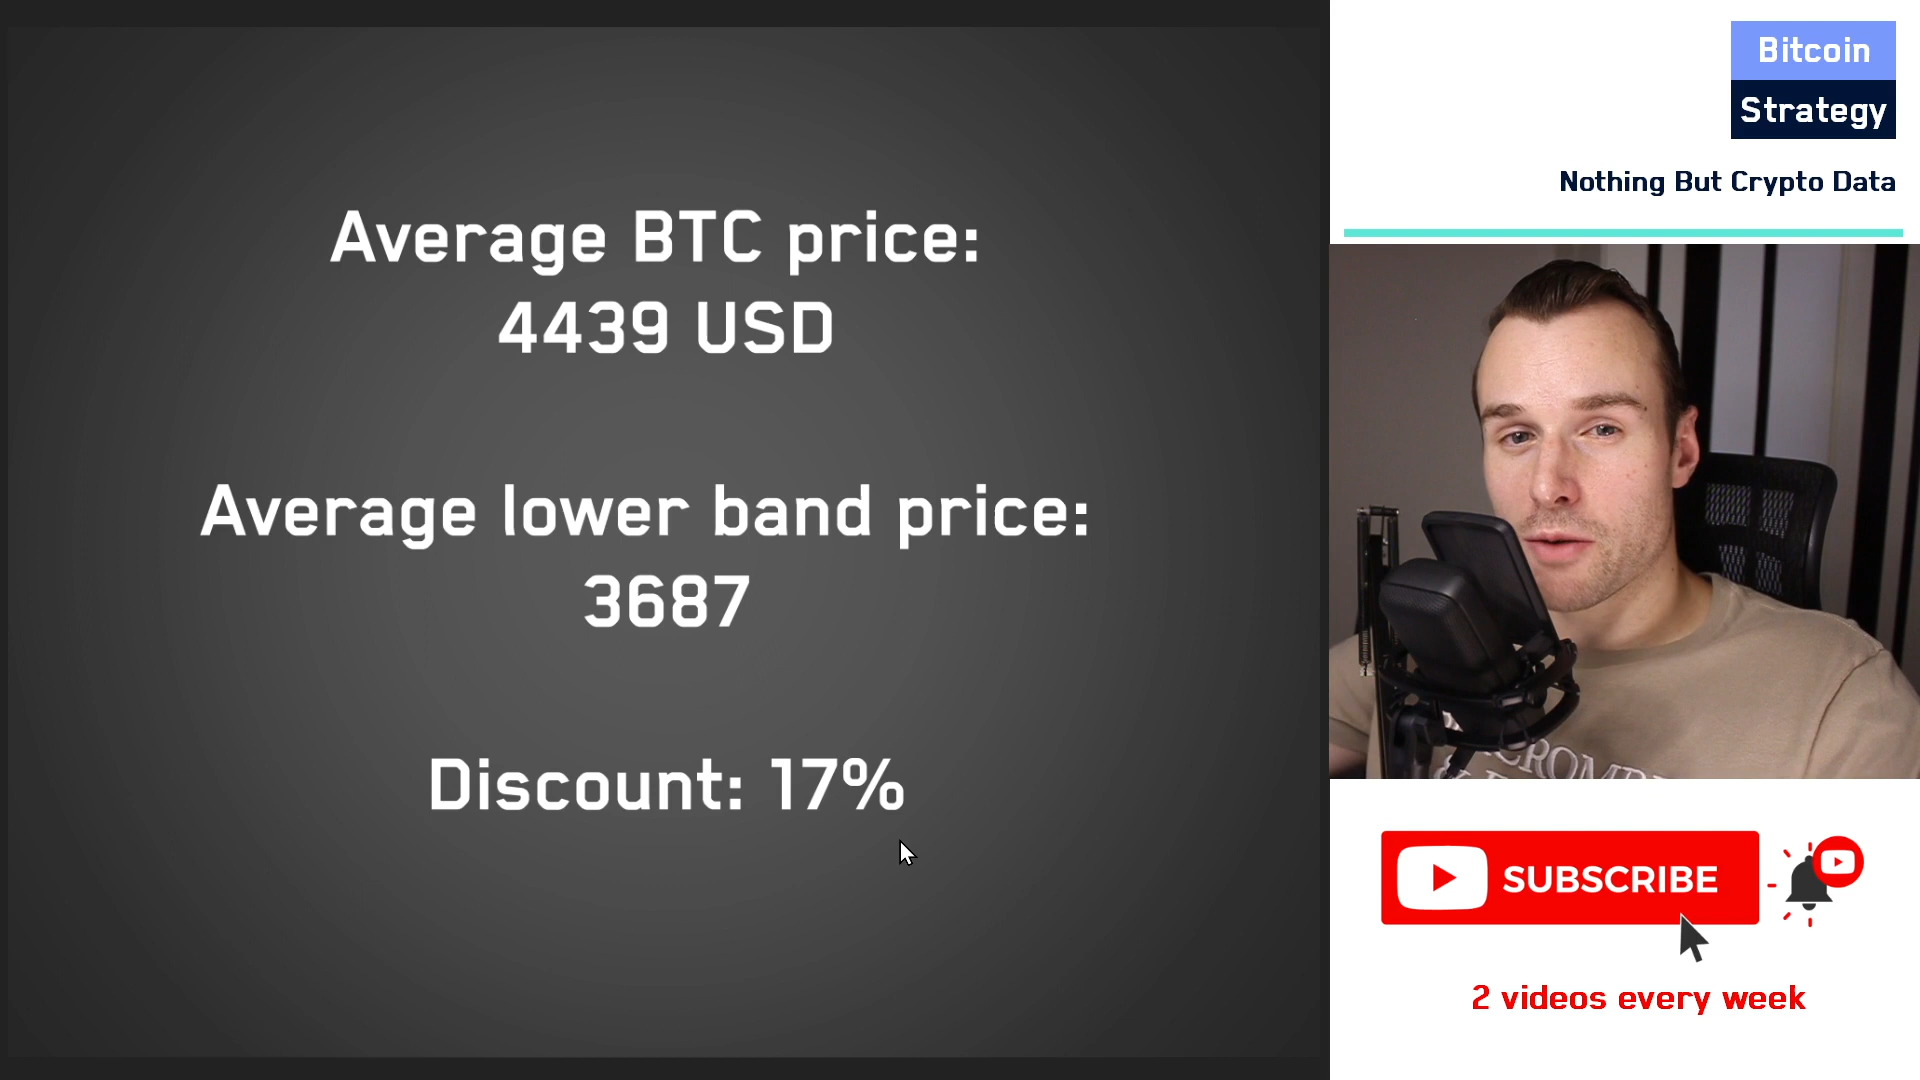 Average BTC price:
4439 USD
Average lower band price:
3687
Discount: 17%
Bitcoin
Strategy
Nothing But Crypto Data
SUBSCRIBE
2 videos every week